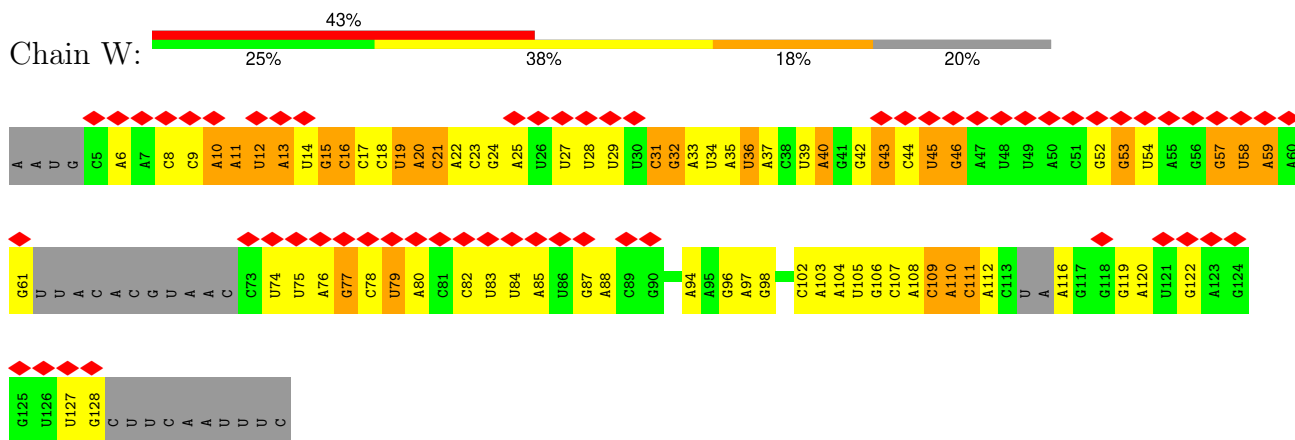 43%
Chain W:
25% 38% 18% 20%
A A U G C5 A6 A7 C8 C9 A10 A11 U12 A13 U14 G15 C16 C17 C18 U19 A20 C21 A22 C23 G24 A25 U26 U27 U28 U29 U30 C31 G32 A33 U34 A35 U36 A37 C38 U39 A40 G41 G42 G43 C44 U45 G46 A47 U48 U49 A50 C51 G52 G53 U54 A55 G56 G57 U58 A59 A60
G61 U U A C A C G U A A C C73 U74 U75 A76 G77 C78 U79 A80 C81 C82 U83 U84 A85 U86 G87 A88 C89 G90 A94 A95 G96 A97 G98 C102 A103 A104 U105 G106 C107 A108 C109 A110 C111 A112 C113 U A A116 G117 G118 G119 A120 U121 G122 A123 G124
G125 U126 U127 G128 C U U C A A U U U C